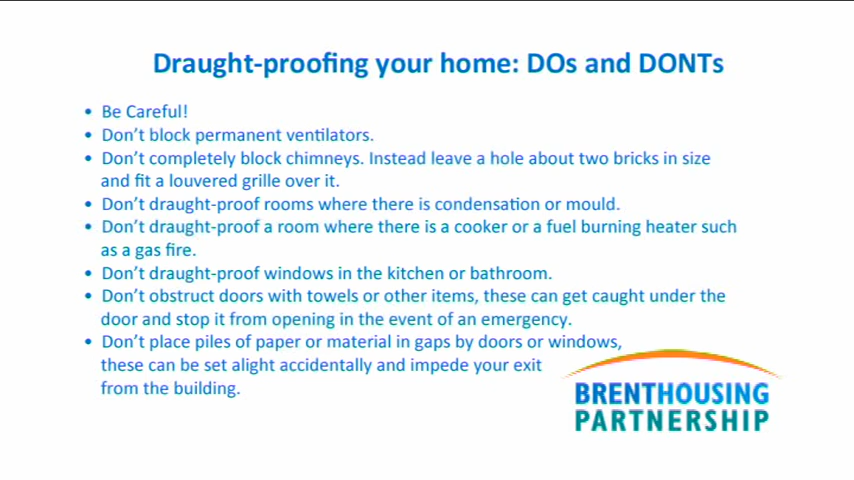 Draught-proofing your home: DOs and DONTs
• Be Careful!
• Don't block permanent ventilators.
• Don't completely block chimneys. Instead leave a hole about two bricks in size
and fit a louvered grille over it.
• Don't draught-proof rooms where there is condensation or mould.
• Don't draught-proof a room where there is a cooker or a fuel burning heater such
as a gas fire.
• Don't draught-proof windows in the kitchen or bathroom.
• Don't obstruct doors with towels or other items, these can get caught under the
door and stop it from opening in the event of an emergency.
• Don't place piles of paper or material in gaps by doors or windows,
these can be set alight accidentally and impede your exit
from the building.
BRENTHOUSING
PARTNERSHIP